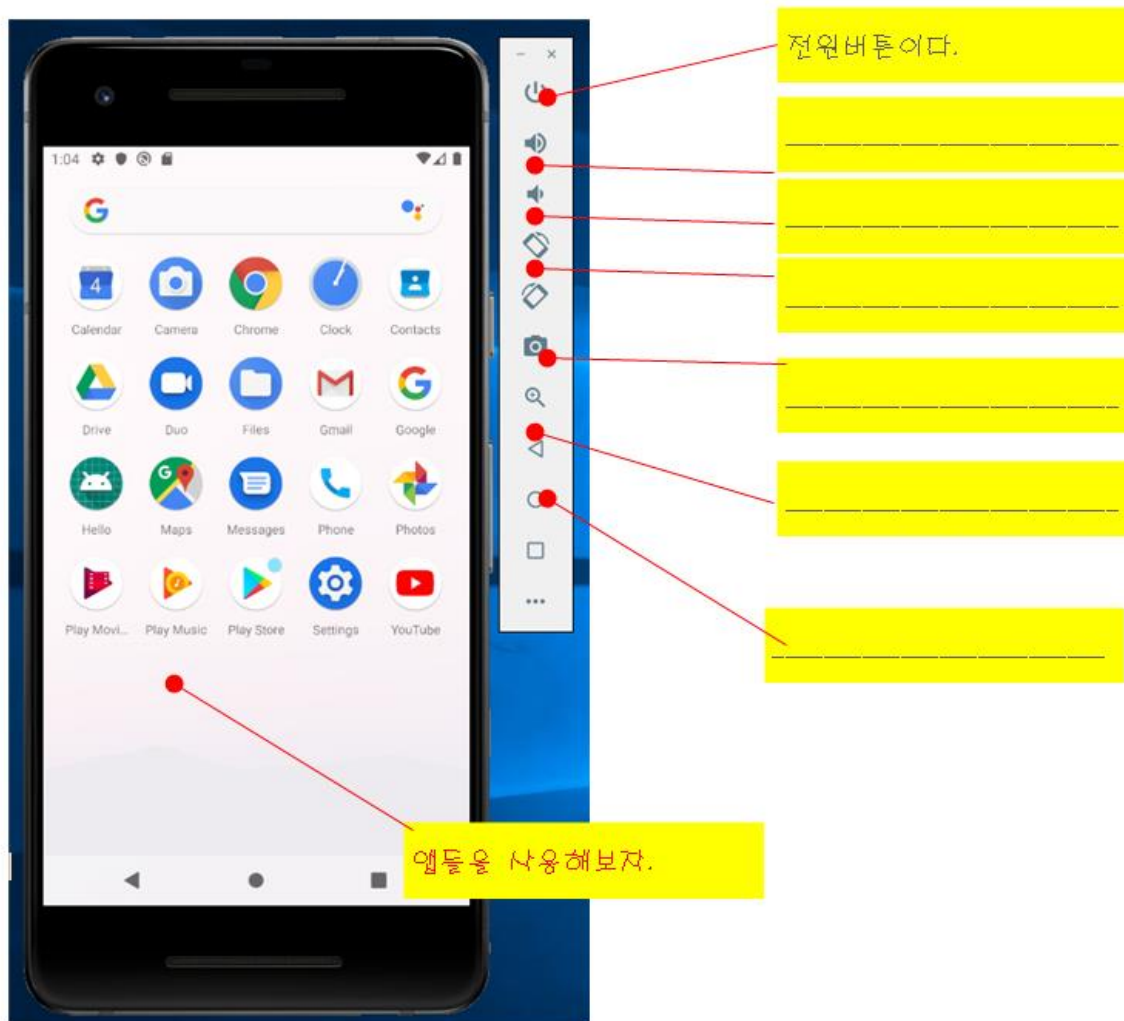 전원버튼이다.
1:04
4
Calendar Camera Chrome Clock Contacts
Drive Duo Files Gmail Google
Hello Maps Messages Phone Photos
Play Movi... Play Music Play Store Settings YouTube
앱들을 사용해보자.